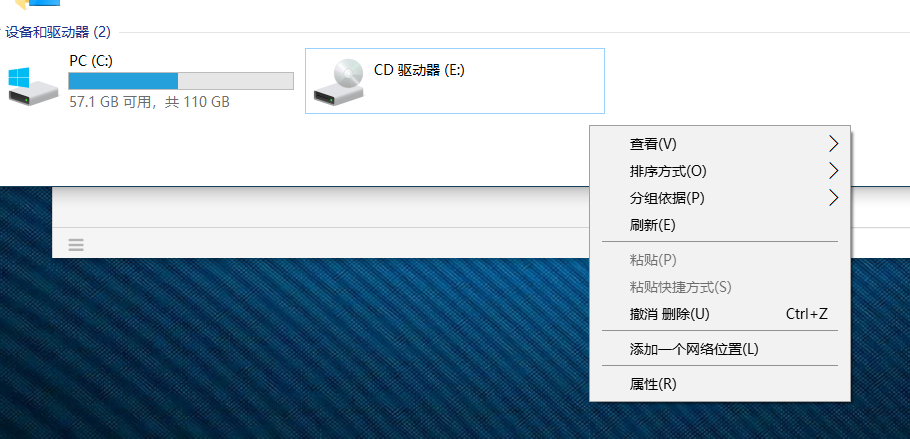 设备和驱动器 (2)
PC (C:)
57.1 GB 可用，共 110 GB
CD 驱动器 (E:)
查看(V)
排序方式(O)
分组依据(P)
刷新(E)
粘贴(P)
粘贴快捷方式(S)
撤消 删除(U) Ctrl+Z
添加一个网络位置(L)
属性(R)